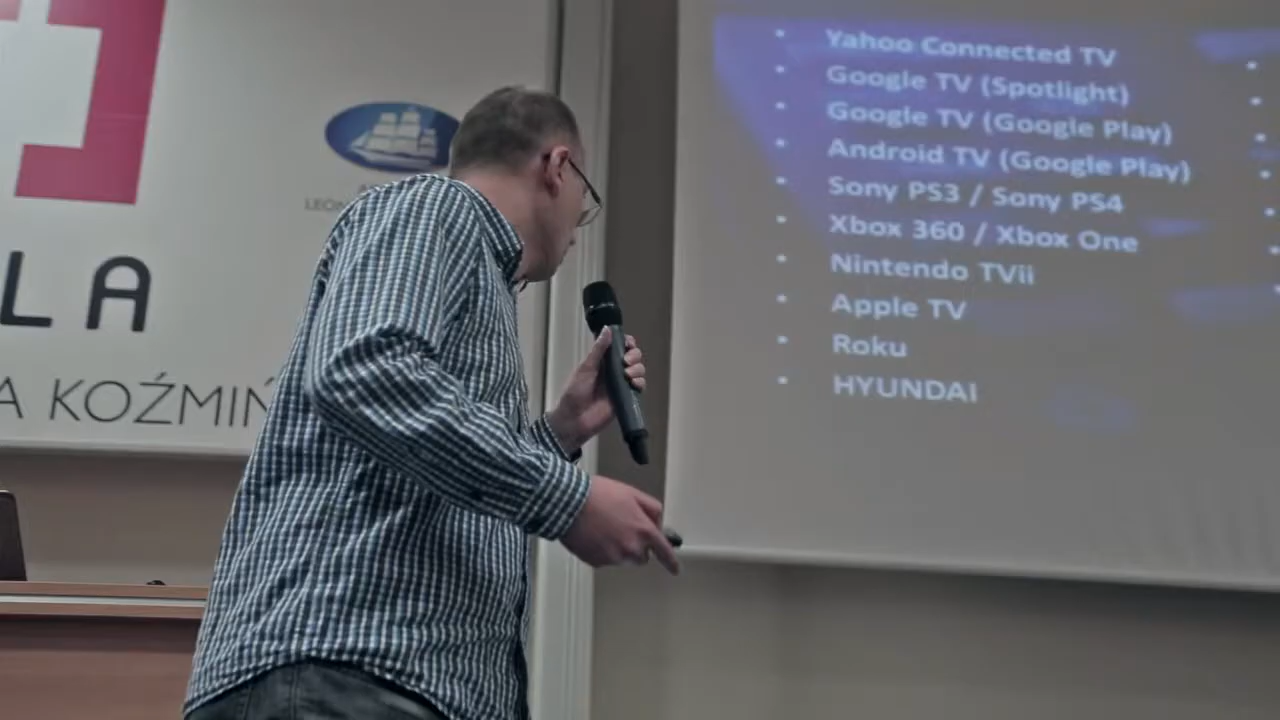 LA
A KOŹMIŃ
Yahoo Connected TV
Google TV (Spotlight)
Google TV (Google Play)
Android TV (Google Play)
Sony PS3 / Sony PS4
Xbox 360 / Xbox One
Nintendo TVii
Apple TV
Roku
HYUNDAI